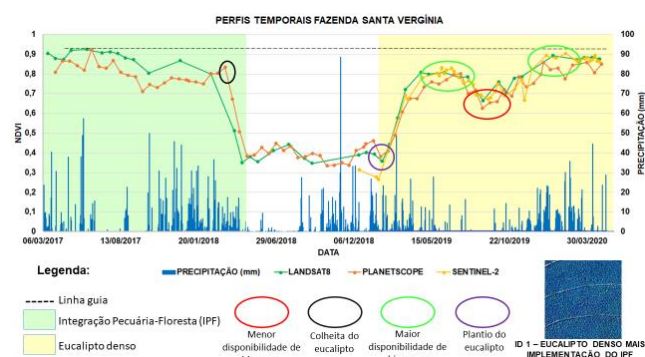 PERFIS TEMPORAIS FAZENDA SANTA VERGÍNIA
1
0,9
0,8
0,7
0,6
0,5
0,4
0,3
0,2
0,1
0
NDVI
100
90
80
70
60
50
40
30
20
10
0
PRECIPITAÇÃO (mm)
06/03/2017 13/08/2017 20/01/2018 29/06/2018 06/12/2018 15/05/2019 22/10/2019 30/03/2020
DATA
Legenda:
PRECIPITAÇÃO (mm) LANDSAT8 PLANETSCOPE SENTINEL-2
Linha guia
Integração Pecuária-Floresta (IPF)
Eucalipto denso
Menor
disponibilidade de
Colheita do
eucalipto
Maior
disponibilidade de
Plantio do
eucalipto
ID 1 – EUCALIPTO DENSO MAIS
IMPLEMENTAÇÃO DO IPF